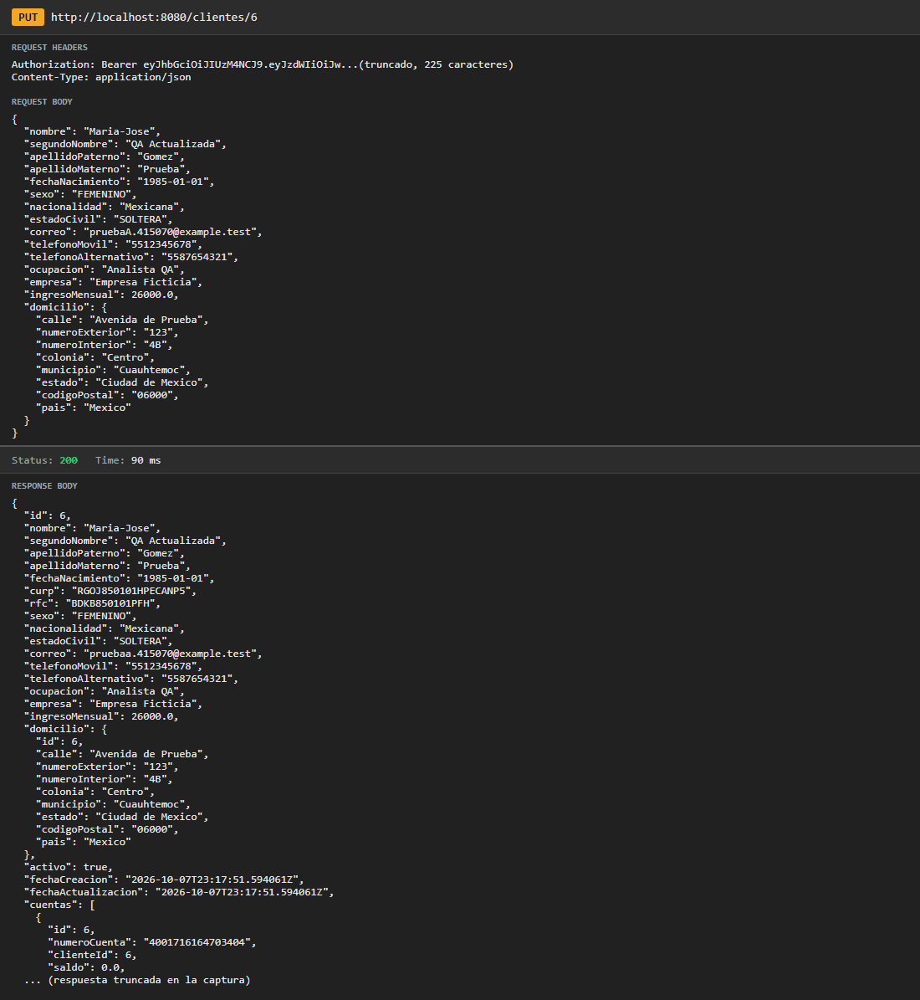 PUT http://localhost:8080/clientes/6
REQUEST HEADERS
Authorization: Bearer eyJhbGciOiJIUzM4NCJ9.eyJzdWIiOiJw...(truncado, 225 caracteres)
Content-Type: application/json
REQUEST BODY
{
"nombre": "Maria-Jose",
"segundoNombre": "QA Actualizada",
"apellidoPaterno": "Gomez",
"apellidoMaterno": "Prueba",
"fechaNacimiento": "1985-01-01",
"sexo": "FEMENINO",
"nacionalidad": "Mexicana",
"estadoCivil": "SOLTERA",
"correo": "pruebaA.415070@example.test",
"telefonoMovil": "5512345678",
"telefonoAlternativo": "5587654321",
"ocupacion": "Analista QA",
"empresa": "Empresa Ficticia",
"ingresoMensual": 26000.0,
"domicilio": {
"calle": "Avenida de Prueba",
"numeroExterior": "123",
"numeroInterior": "4B",
"colonia": "Centro",
"municipio": "Cuauhtemoc",
"estado": "Ciudad de Mexico",
"codigoPostal": "06000",
"pais": "Mexico"
}
}
Status: 200 Time: 90 ms
RESPONSE BODY
{
"id": 6,
"nombre": "Maria-Jose",
"segundoNombre": "QA Actualizada",
"apellidoPaterno": "Gomez",
"apellidoMaterno": "Prueba",
"fechaNacimiento": "1985-01-01",
"curp": "RGOJ850101HPECANP5",
"rfc": "BDKB850101PFH",
"sexo": "FEMENINO",
"nacionalidad": "Mexicana",
"estadoCivil": "SOLTERA",
"correo": "pruebaa.415070@example.test",
"telefonoMovil": "5512345678",
"telefonoAlternativo": "5587654321",
"ocupacion": "Analista QA",
"empresa": "Empresa Ficticia",
"ingresoMensual": 26000.0,
"domicilio": {
"id": 6,
"calle": "Avenida de Prueba",
"numeroExterior": "123",
"numeroInterior": "4B",
"colonia": "Centro",
"municipio": "Cuauhtemoc",
"estado": "Ciudad de Mexico",
"codigoPostal": "06000",
"pais": "Mexico"
},
"activo": true,
"fechaCreacion": "2026-10-07T23:17:51.594061Z",
"fechaActualizacion": "2026-10-07T23:17:51.594061Z",
"cuentas": [
{
"id": 6,
"numeroCuenta": "4001716164703404",
"clienteId": 6,
"saldo": 0.0,
... (respuesta truncada en la captura)